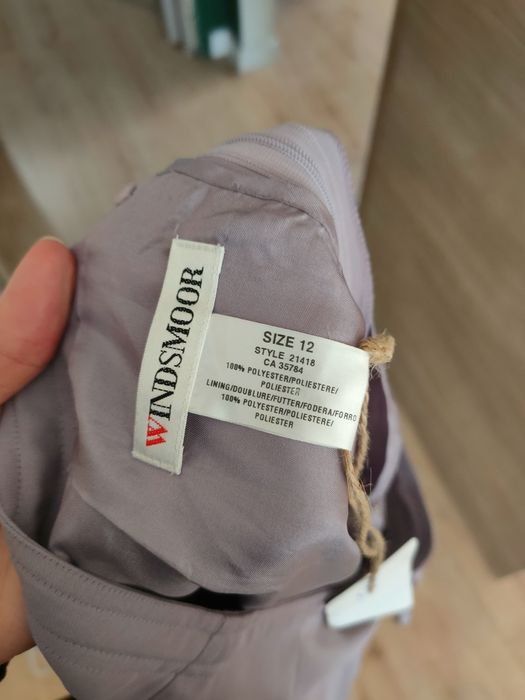 WINDSMOOR
SIZE 12
STYLE 21418
CA 35784
100% POLYESTER/POLIESTERE/
POLIESTER
LINING/DOUBLURE/FUTTER/FODERA/FORRO
100% POLYESTER/POLIESTERE/
POLIESTER